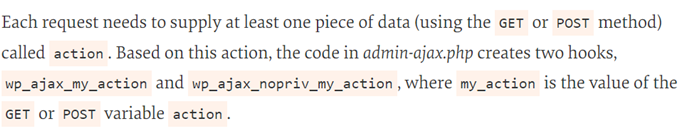 Each request needs to supply at least one piece of data (using the GET or POST method)
called action. Based on this action, the code in admin-ajax.php creates two hooks,
wp_ajax_my_action and wp_ajax_nopriv_my_action, where my_action is the value of the
GET or POST variable action.